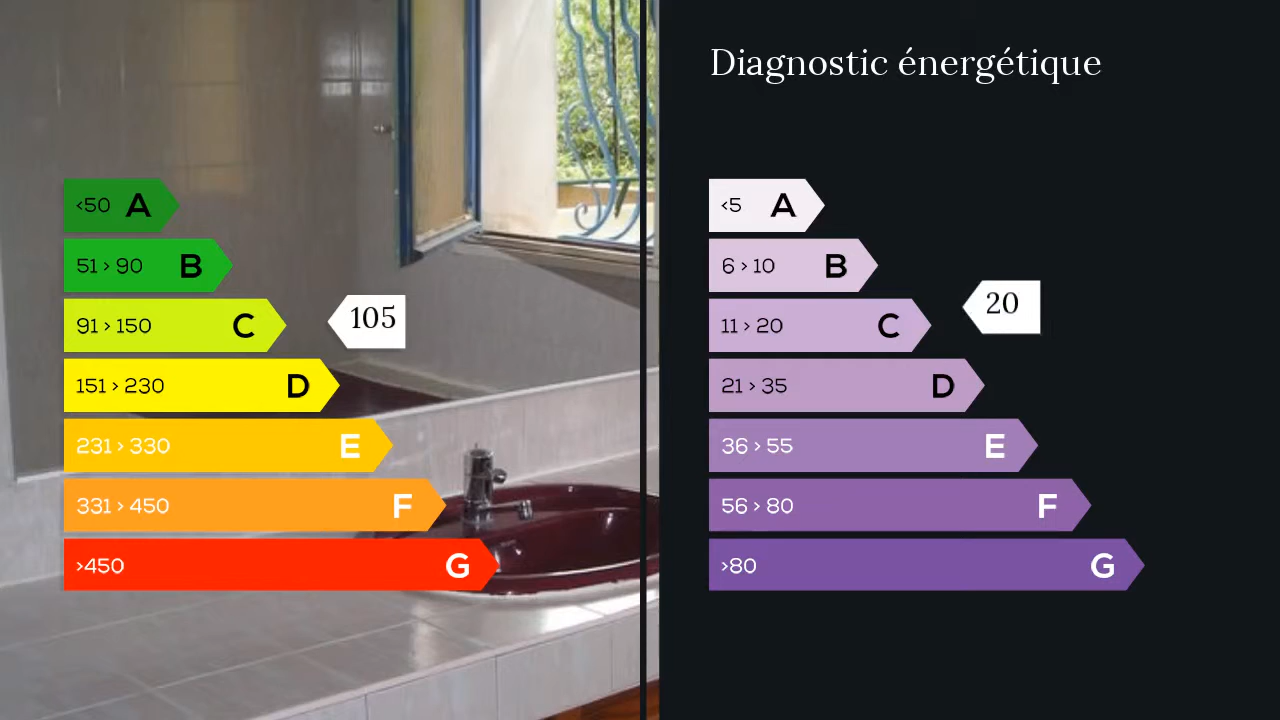 Diagnostic énergétique
<50 A
51 > 90 B
91 > 150 C
105
151 > 230 D
231 > 330 E
331 > 450 F
>450 G
<5 A
6 > 10 B
11 > 20 C
20
21 > 35 D
36 > 55 E
56 > 80 F
>80 G